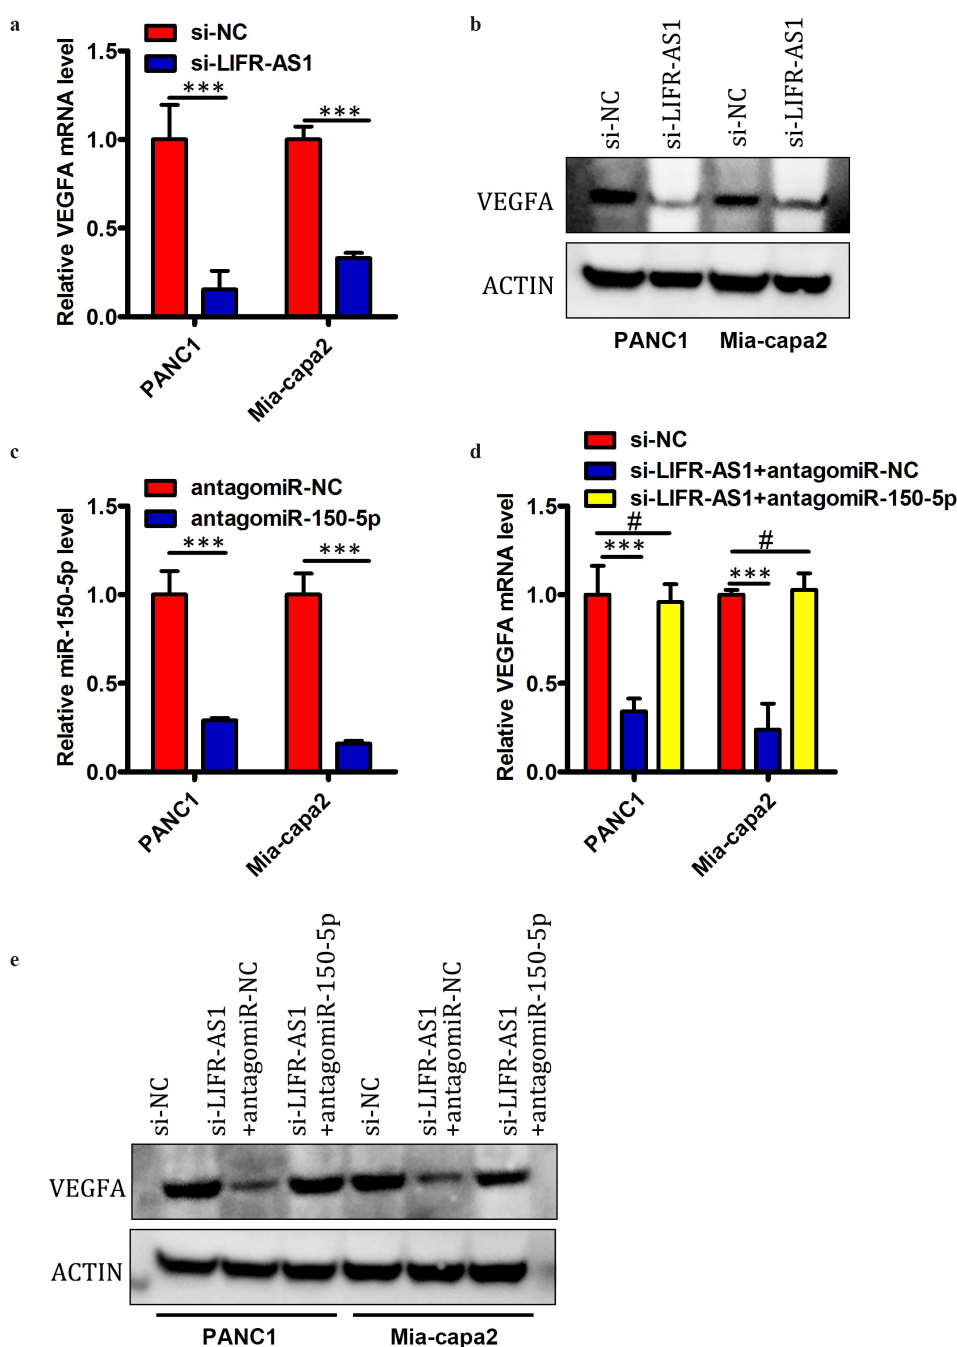 a
si-NC
si-LIFR-AS1
Relative VEGFA mRNA level
1.5
1.0
0.5
0.0
***
***
PANC1
Mia-capa2
b
si-NC
si-LIFR-AS1
si-NC
si-LIFR-AS1
VEGFA
ACTIN
PANC1
Mia-capa2
c
antagomiR-NC
antagomiR-150-5p
Relative miR-150-5p level
1.5
1.0
0.5
0.0
***
***
PANC1
Mia-capa2
d
si-NC
si-LIFR-AS1+antagomiR-NC
si-LIFR-AS1+antagomiR-150-5p
Relative VEGFA mRNA level
1.5
1.0
0.5
0.0
#
***
#
***
PANC1
Mia-capa2
e
si-NC
si-LIFR-AS1
+antagomiR-NC
si-LIFR-AS1
+antagomiR-150-5p
si-NC
si-LIFR-AS1
+antagomiR-NC
si-LIFR-AS1
+antagomiR-150-5p
VEGFA
ACTIN
PANC1
Mia-capa2